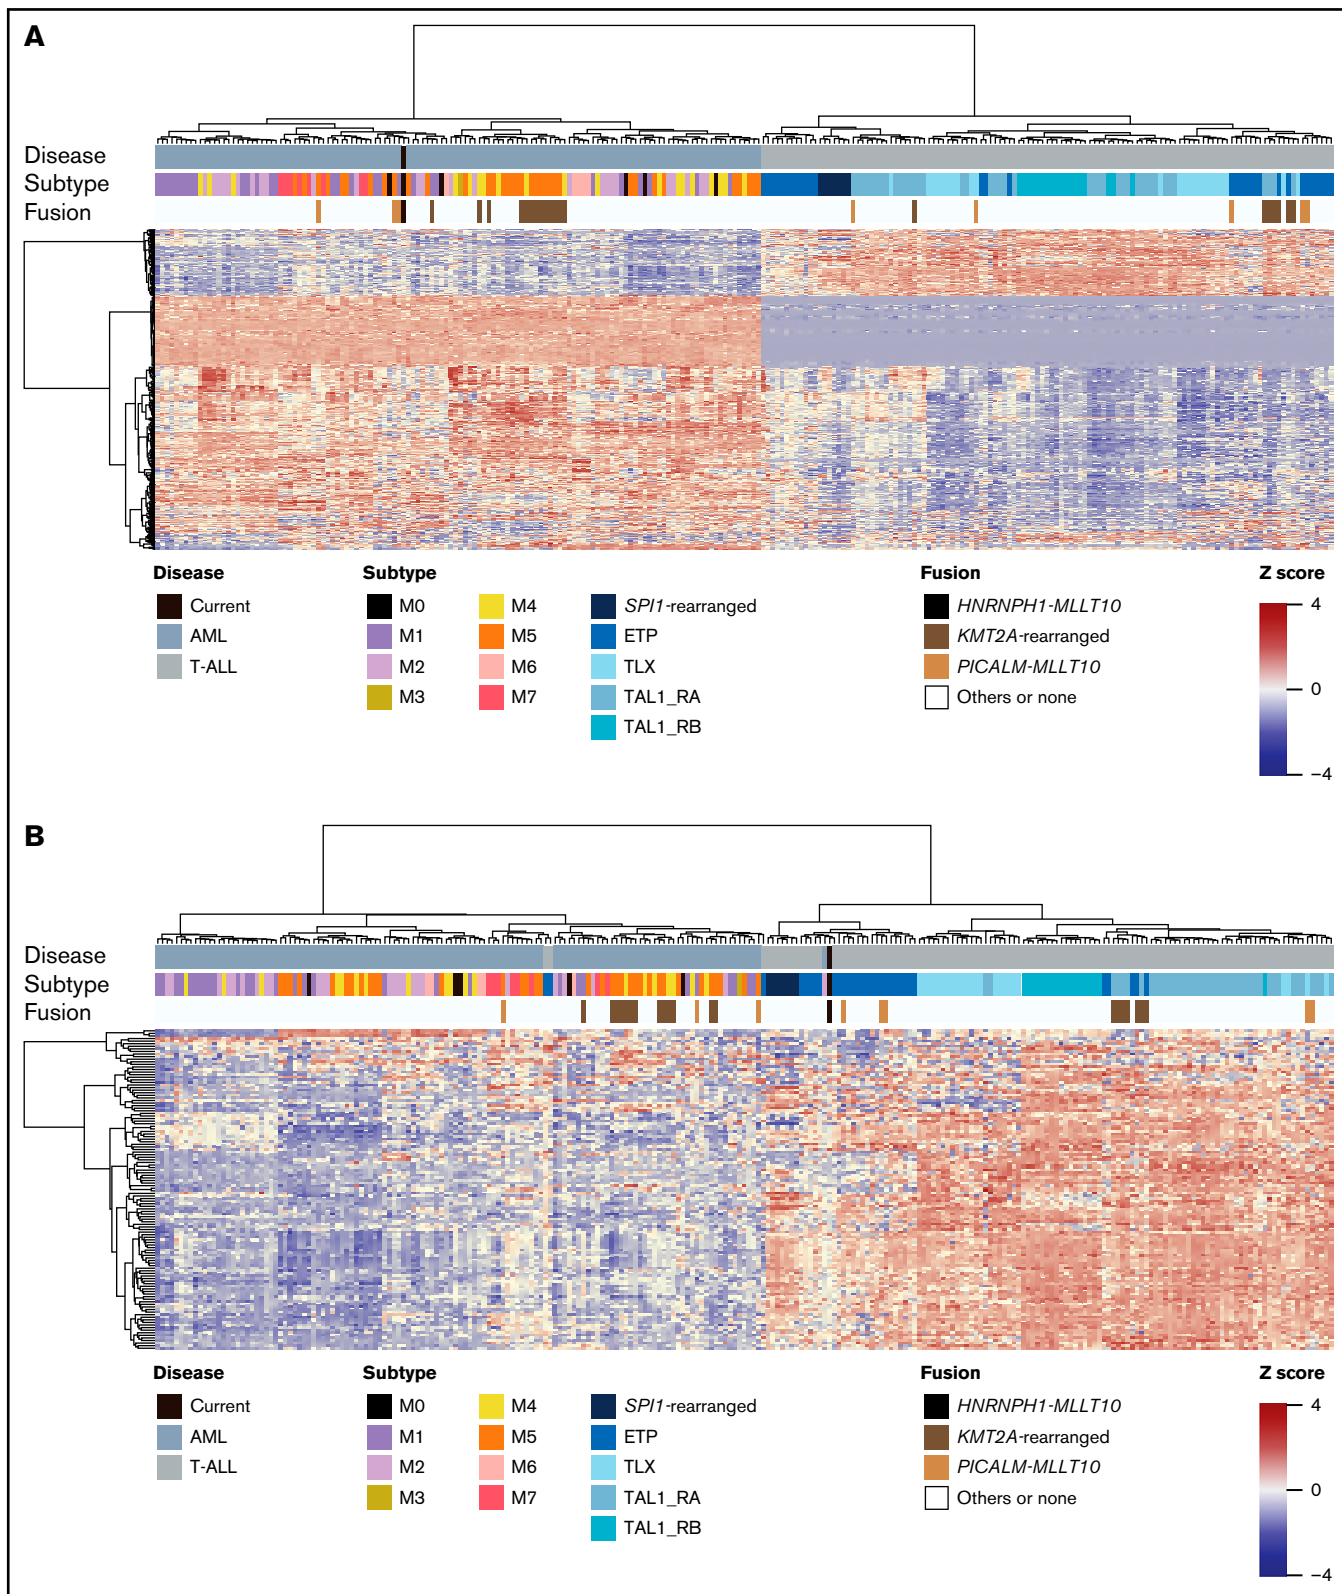 A
Disease
Subtype
Fusion
Disease Subtype Fusion Z score
Current M0 M4 SPI1-rearranged HNRNPH1-MLLT10 4
AML M1 M5 ETP KMT2A-rearranged
T-ALL M2 M6 TLX PICALM-MLLT10
M3 M7 TAL1_RA Others or none 0
TAL1_RB
−4
B
Disease
Subtype
Fusion
Disease Subtype Fusion Z score
Current M0 M4 SPI1-rearranged HNRNPH1-MLLT10 4
AML M1 M5 ETP KMT2A-rearranged
T-ALL M2 M6 TLX PICALM-MLLT10
M3 M7 TAL1_RA Others or none 0
TAL1_RB
−4